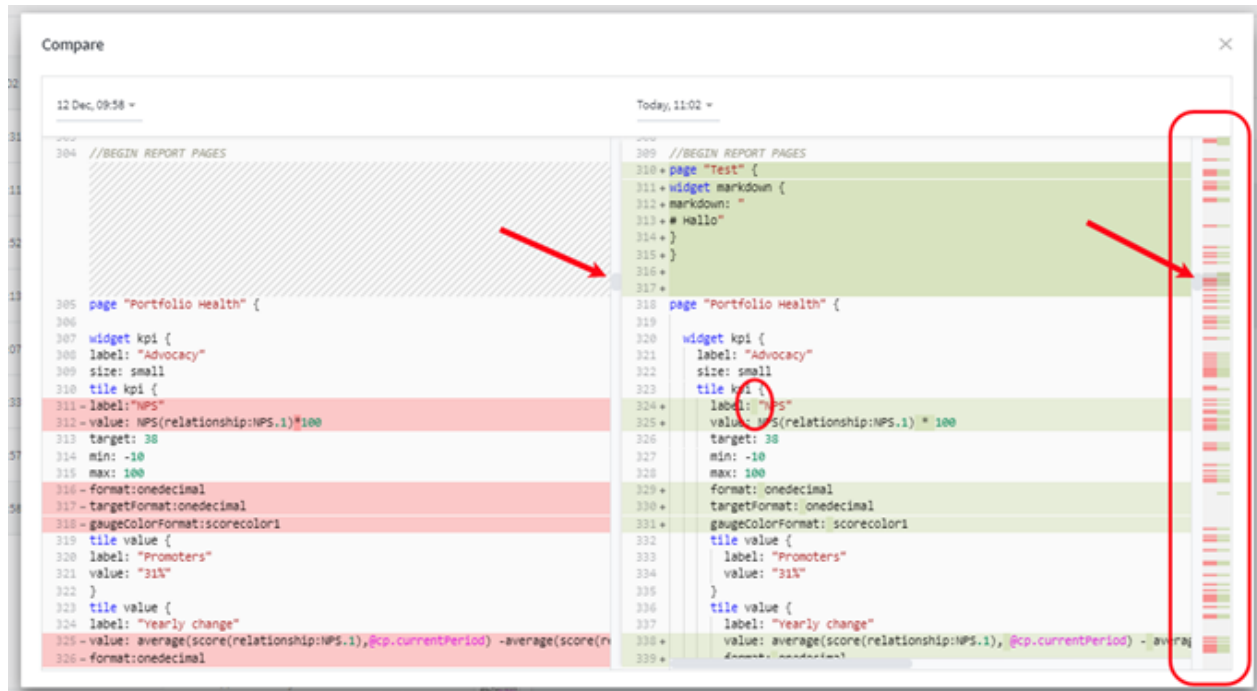 Compare
12 Dec, 09:58
304 //BEGIN REPORT PAGES
305 page "Portfolio Health" {
306
307 widget kpi {
308 label: "Advocacy"
309 size: small
310 tile kpi {
311 – label:"NPS"
312 – value: NPS(relationship:NPS.1)*100
313 target: 38
314 min: -10
315 max: 100
316 – format:onedecimal
317 – targetFormat:onedecimal
318 – gaugeColorFormat:scorecolor1
319 tile value {
320 label: "Promoters"
321 value: "31%"
322 }
323 tile value {
324 label: "Yearly change"
325 – value: average(score(relationship:NPS.1),@cp.currentPeriod) -average(score(r
326 – format:onedecimal
Today, 11:02
309 //BEGIN REPORT PAGES
310 + page "Test" {
311 + widget markdown {
312 + markdown: "
313 + # Hallo"
314 + }
315 + }
316 +
317 +
318 page "Portfolio Health" {
319
320 widget kpi {
321 label: "Advocacy"
322 size: small
323 tile kpi {
324 + label: "NPS"
325 + value: NPS(relationship:NPS.1) * 100
326 target: 38
327 min: -10
328 max: 100
329 + format: onedecimal
330 + targetFormat: onedecimal
331 + gaugeColorFormat: scorecolor1
332 tile value {
333 label: "Promoters"
334 value: "31%"
335 }
336 tile value {
337 label: "Yearly change"
338 + value: average(score(relationship:NPS.1), @cp.currentPeriod) - averag
339 + format: onedecimal